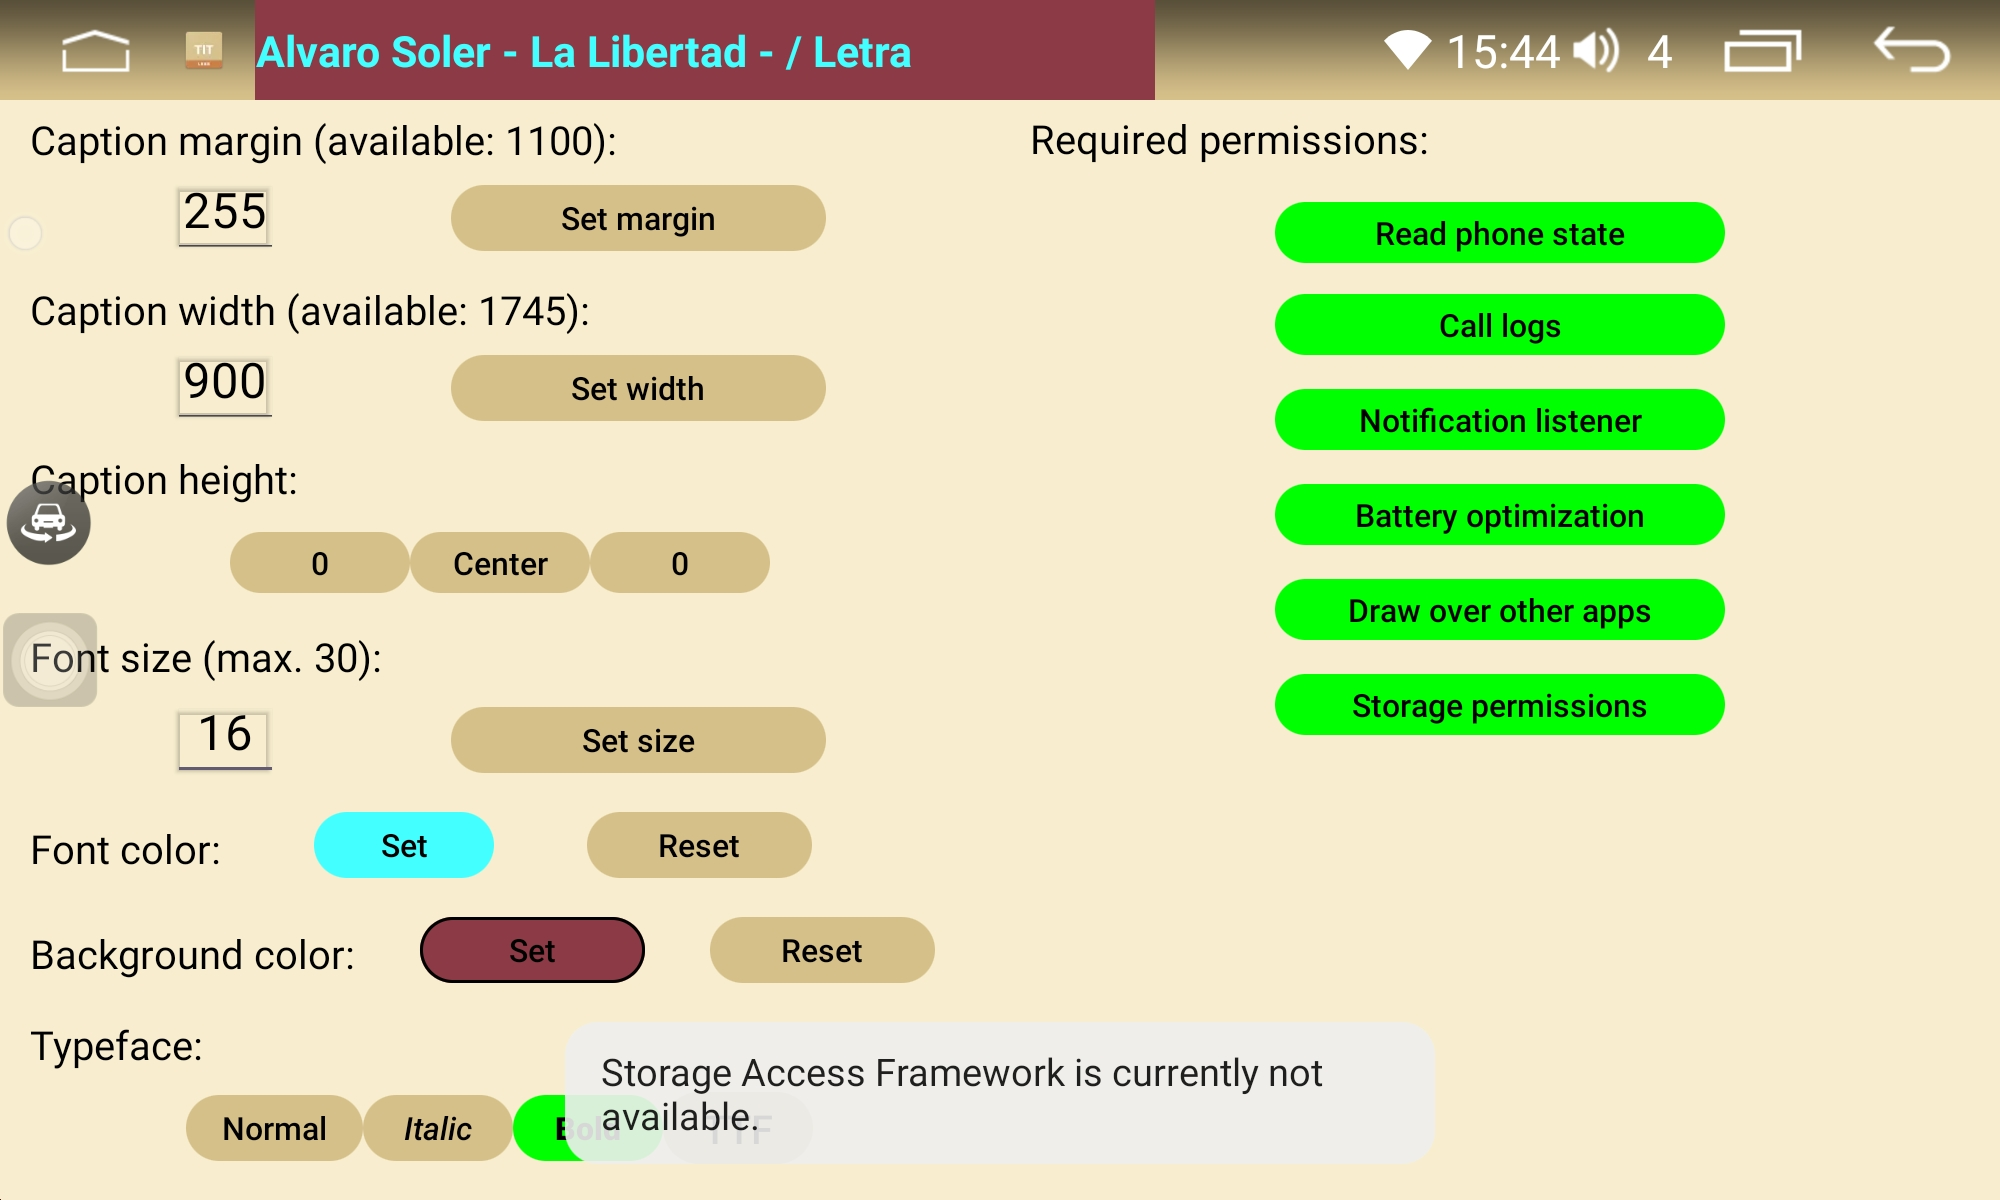 TIT
Alvaro Soler - La Libertad - / Letra
15:44
4
Caption margin (available: 1100):
255
Set margin
Caption width (available: 1745):
900
Set width
Caption height:
0
Center
0
Font size (max. 30):
16
Set size
Font color:
Set
Reset
Background color:
Set
Reset
Typeface:
Normal
Italic
Bold
TTF
Required permissions:
Read phone state
Call logs
Notification listener
Battery optimization
Draw over other apps
Storage permissions
Storage Access Framework is currently not
available.